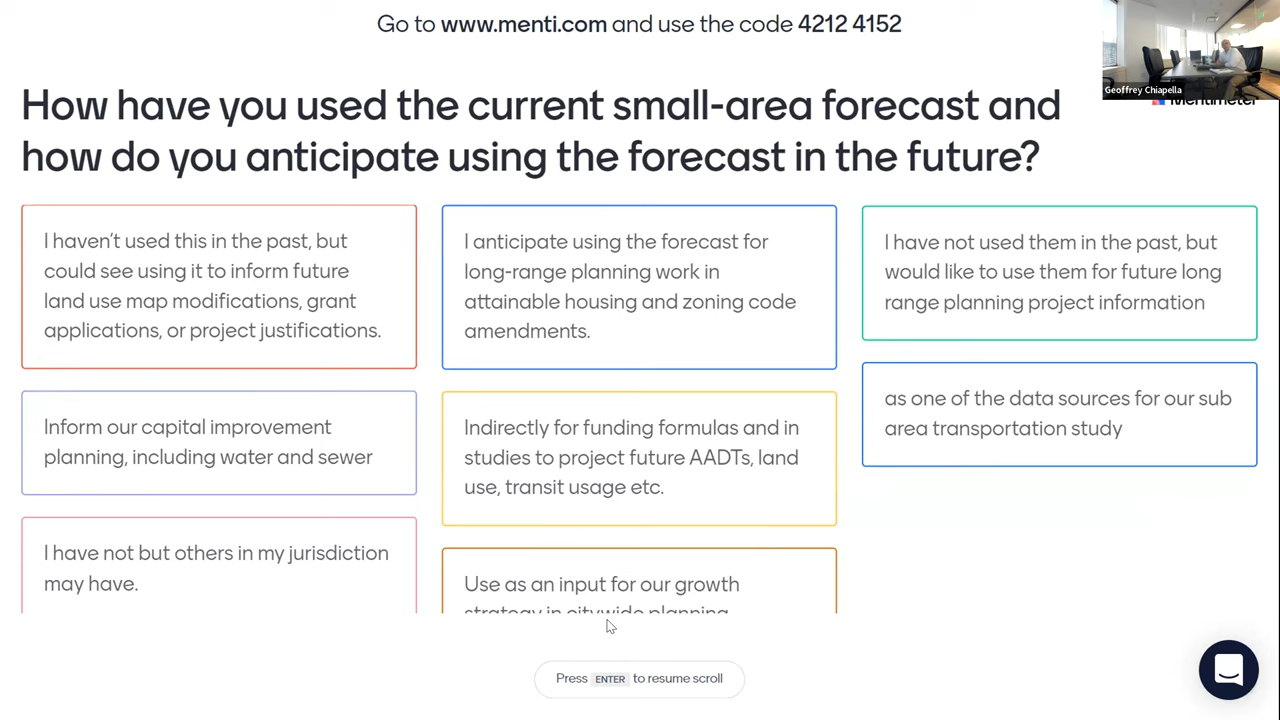 Go to www.menti.com and use the code 4212 4152
Geoffrey Chiapella
Mentimeter
How have you used the current small-area forecast and
how do you anticipate using the forecast in the future?
I haven't used this in the past, but
could see using it to inform future
land use map modifications, grant
applications, or project justifications.
Inform our capital improvement
planning, including water and sewer
I have not but others in my jurisdiction
may have.
I anticipate using the forecast for
long-range planning work in
attainable housing and zoning code
amendments.
Indirectly for funding formulas and in
studies to project future AADTs, land
use, transit usage etc.
Use as an input for our growth
strategy in citywide planning
I have not used them in the past, but
would like to use them for future long
range planning project information
as one of the data sources for our sub
area transportation study
Press ENTER to resume scroll